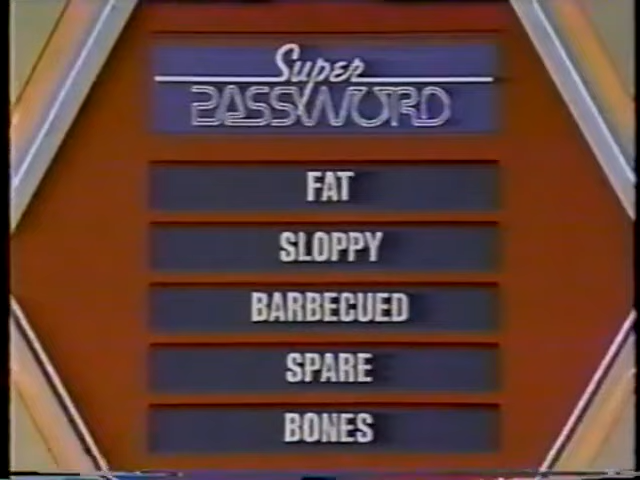 Super
PASSWORD
FAT
SLOPPY
BARBECUED
SPARE
BONES